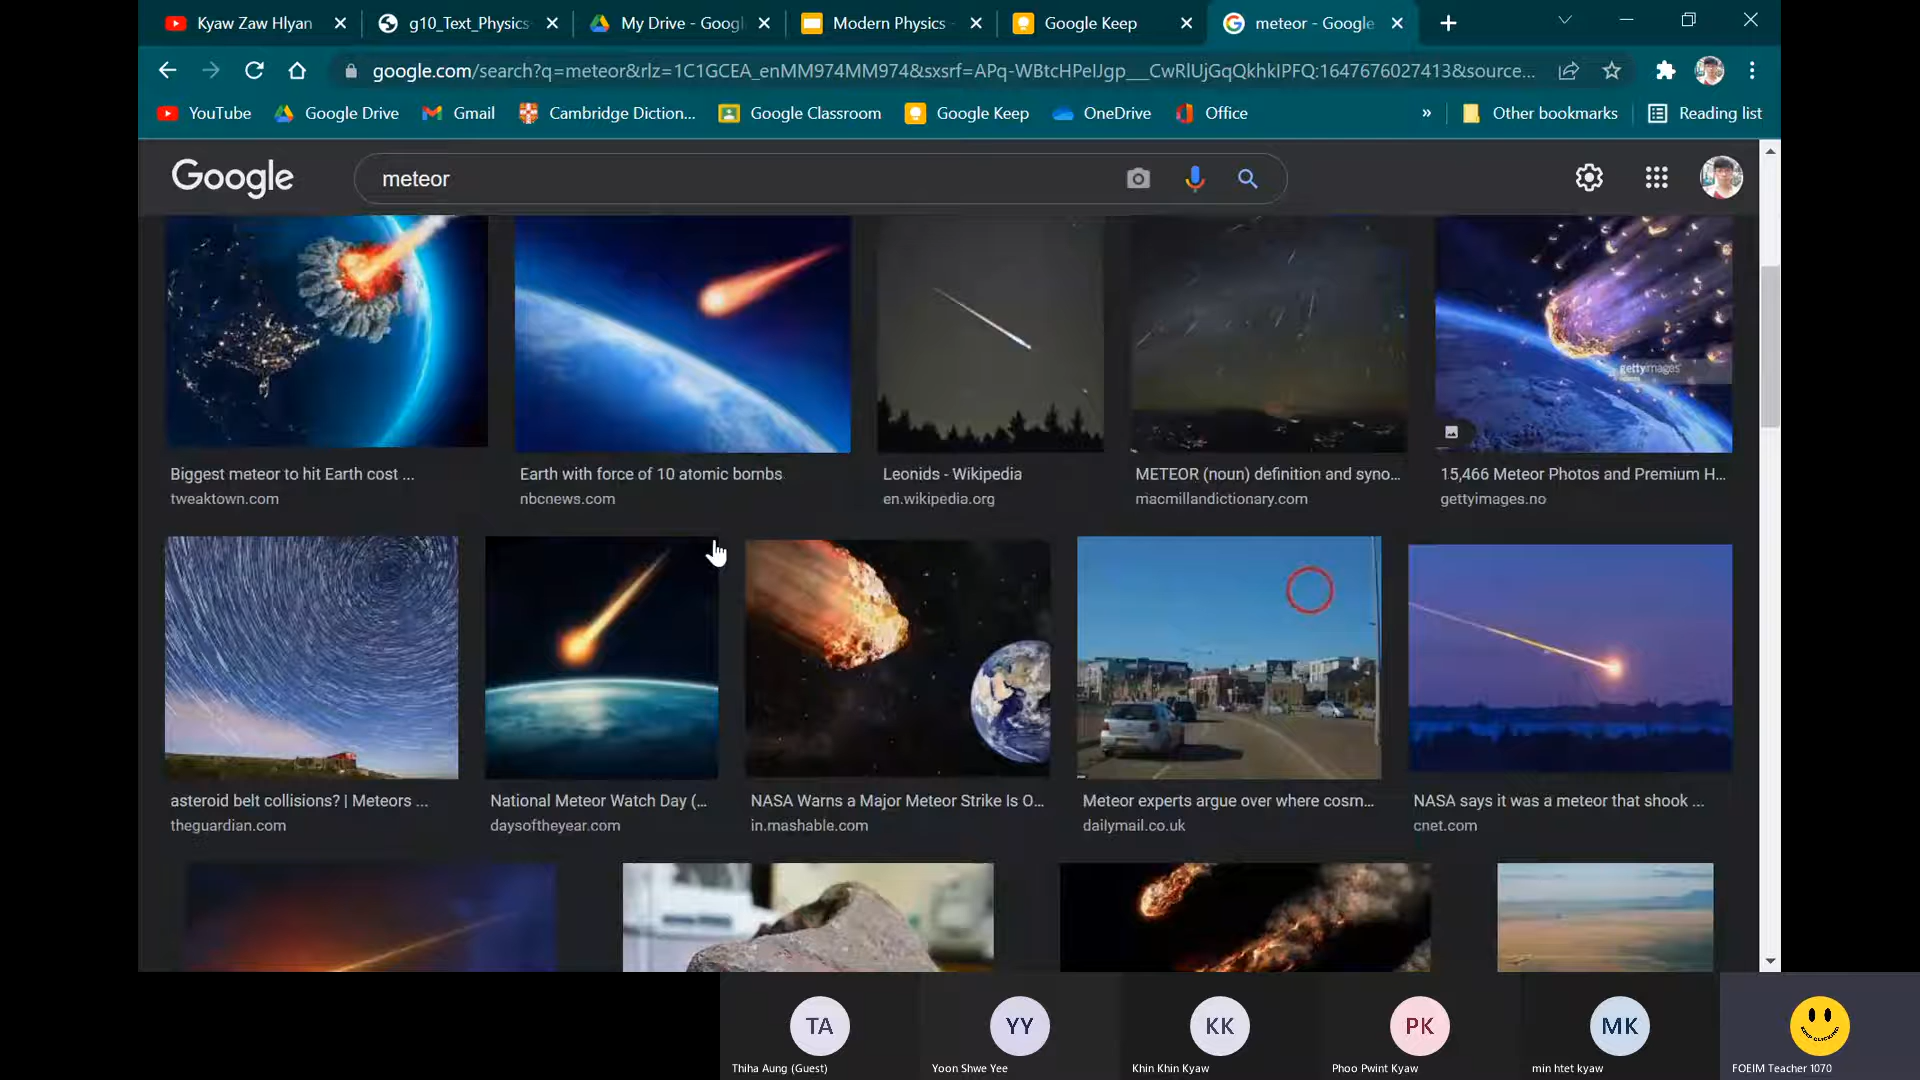 Kyaw Zaw Hlyan
g10_Text_Physics
My Drive - Googl
Modern Physics -
Google Keep
meteor - Google
google.com/search?q=meteor&rlz=1C1GCEA_enMM974MM974&sxsrf=APq-WBtcHPeIJgp___CwRlUjGqQkhkIPFQ:1647676027413&source...
YouTube
Google Drive
Gmail
Cambridge Diction...
Google Classroom
Google Keep
OneDrive
Office
»
Other bookmarks
Reading list
Google
meteor
gettyimages
Biggest meteor to hit Earth cost ...
tweaktown.com
Earth with force of 10 atomic bombs
nbcnews.com
Leonids - Wikipedia
en.wikipedia.org
METEOR (noun) definition and syno...
macmillandictionary.com
15,466 Meteor Photos and Premium H...
gettyimages.no
asteroid belt collisions? | Meteors ...
theguardian.com
National Meteor Watch Day (...
daysoftheyear.com
NASA Warns a Major Meteor Strike Is O...
in.mashable.com
Meteor experts argue over where cosm...
dailymail.co.uk
NASA says it was a meteor that shook ...
cnet.com
TA
YY
KK
PK
MK
Thiha Aung (Guest)
Yoon Shwe Yee
Khin Khin Kyaw
Phoo Pwint Kyaw
min htet kyaw
FOEIM Teacher 1070